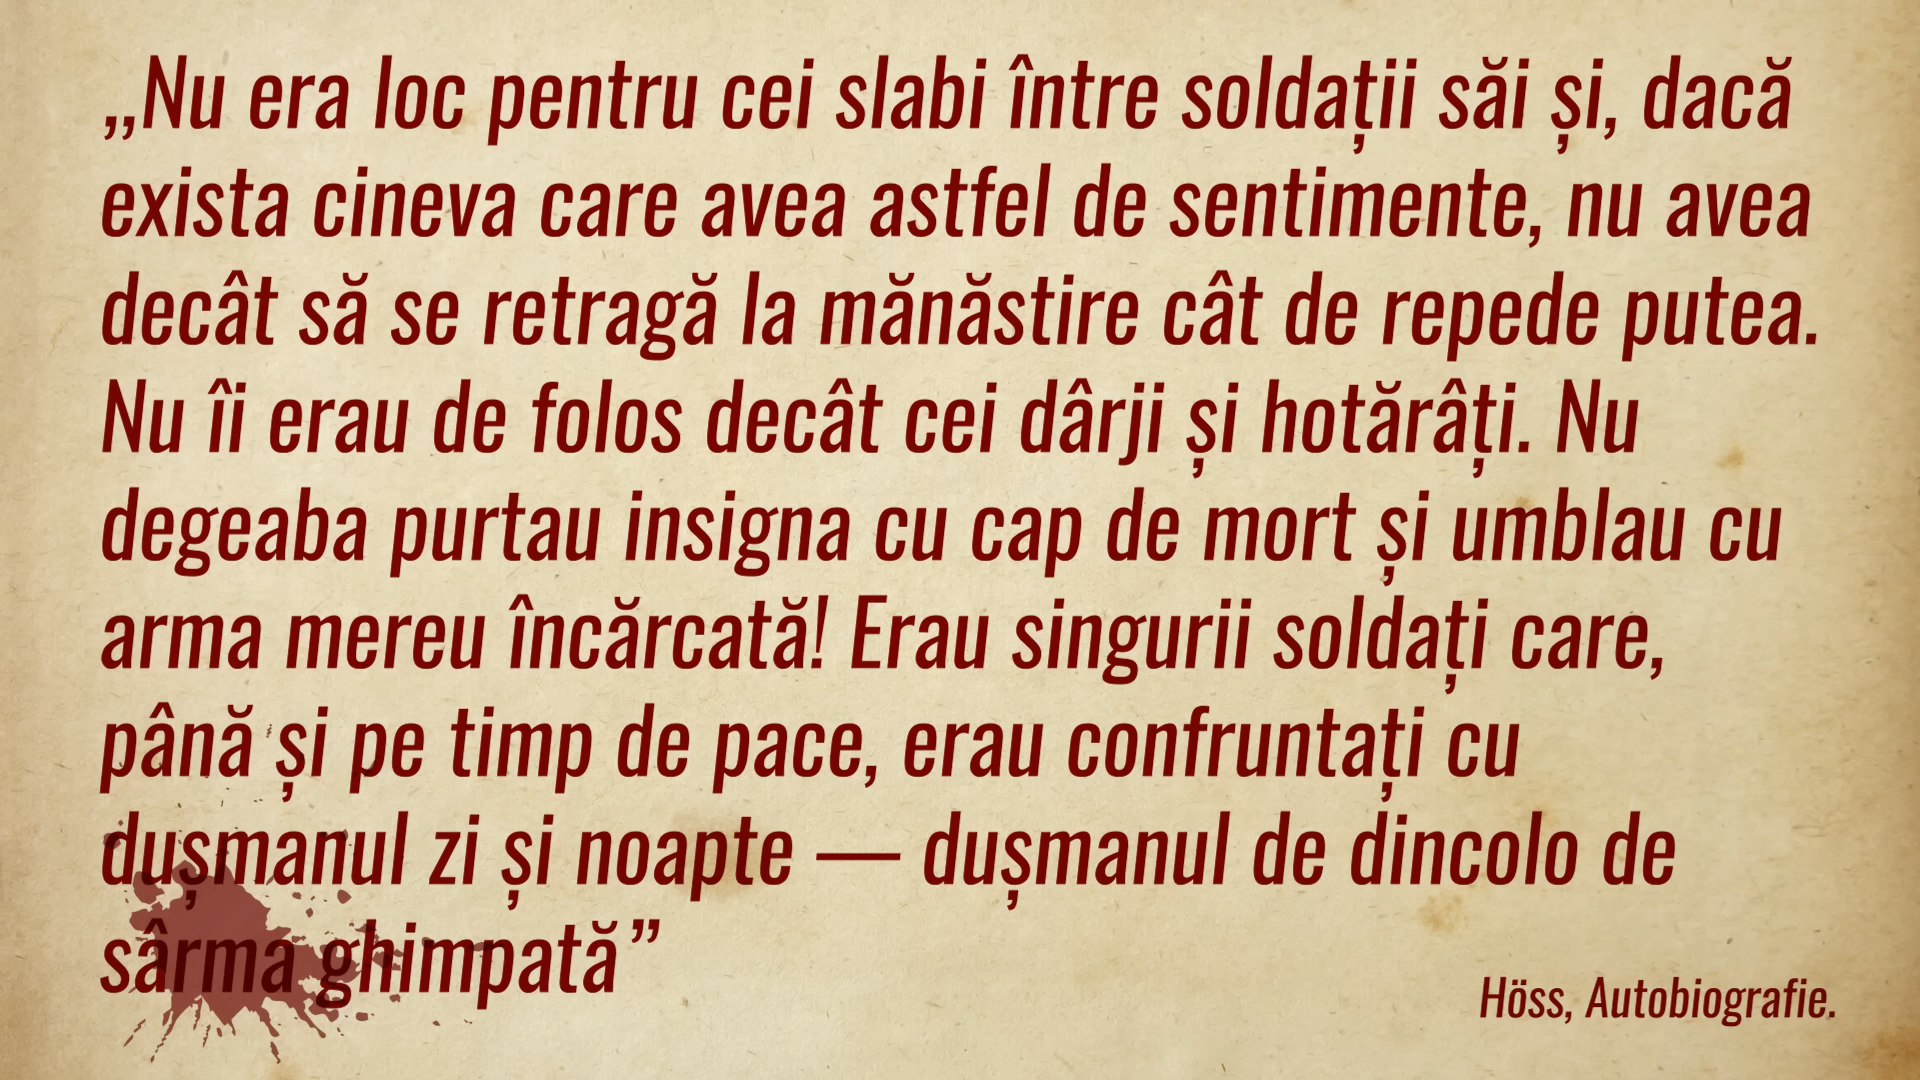 „Nu era loc pentru cei slabi între soldații săi și, dacă
exista cineva care avea astfel de sentimente, nu avea
decât să se retragă la mănăstire cât de repede putea.
Nu îi erau de folos decât cei dârji și hotărâți. Nu
degeaba purtau insigna cu cap de mort și umblau cu
arma mereu încărcată! Erau singurii soldați care,
până și pe timp de pace, erau confruntați cu
dușmanul zi și noapte — dușmanul de dincolo de
sârma ghimpată”
Höss, Autobiografie.